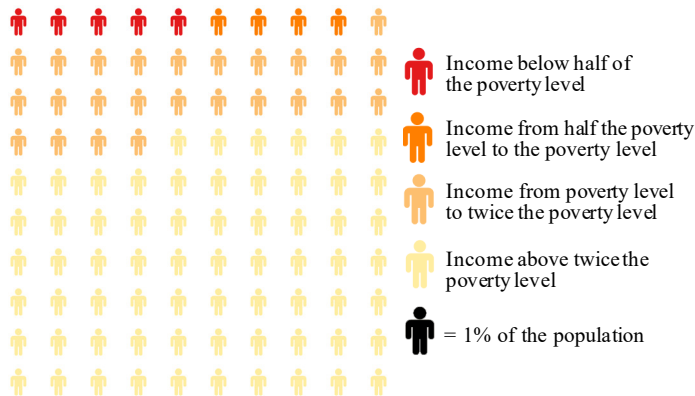 Income below half of
the poverty level
Income from half the poverty
level to the poverty level
Income from poverty level
to twice the poverty level
Income above twice the
poverty level
= 1% of the population